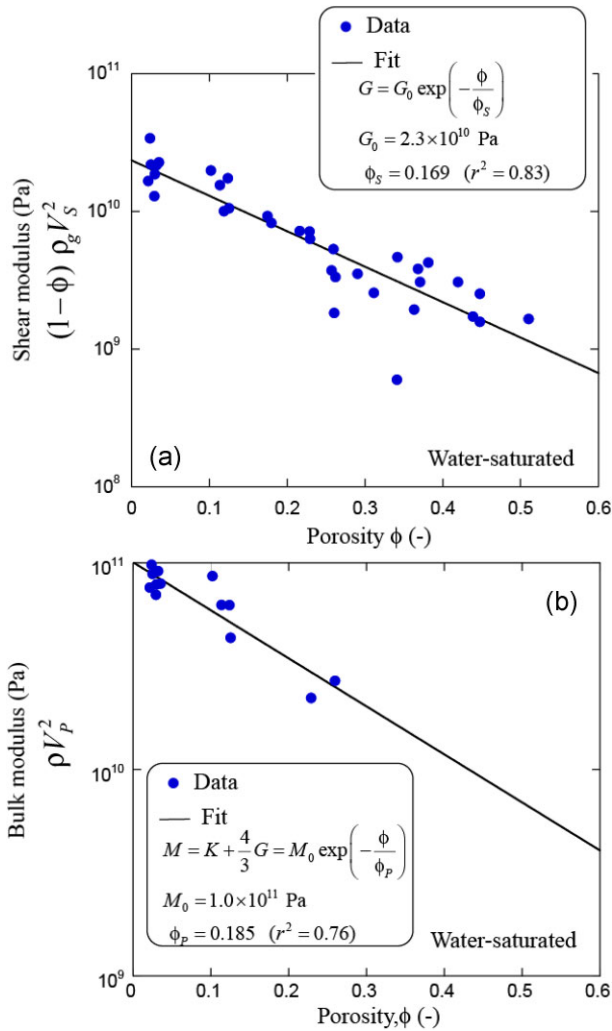 Data
Fit
G = G₀ exp(−ϕ/ϕ_S)
G₀ = 2.3×10¹⁰ Pa
ϕ_S = 0.169 (r² = 0.83)
10¹¹
10¹⁰
10⁹
10⁸
Shear modulus (Pa)
(1−ϕ) ρ_g V_S²
(a)
Water-saturated
0 0.1 0.2 0.3 0.4 0.5 0.6
Porosity ϕ (-)
10¹¹
10¹⁰
10⁹
Bulk modulus (Pa)
ρV_P²
(b)
Data
Fit
M = K + 4/3 G = M₀ exp(−ϕ/ϕ_P)
M₀ = 1.0×10¹¹ Pa
ϕ_P = 0.185 (r² = 0.76)
Water-saturated
0 0.1 0.2 0.3 0.4 0.5 0.6
Porosity,ϕ (-)